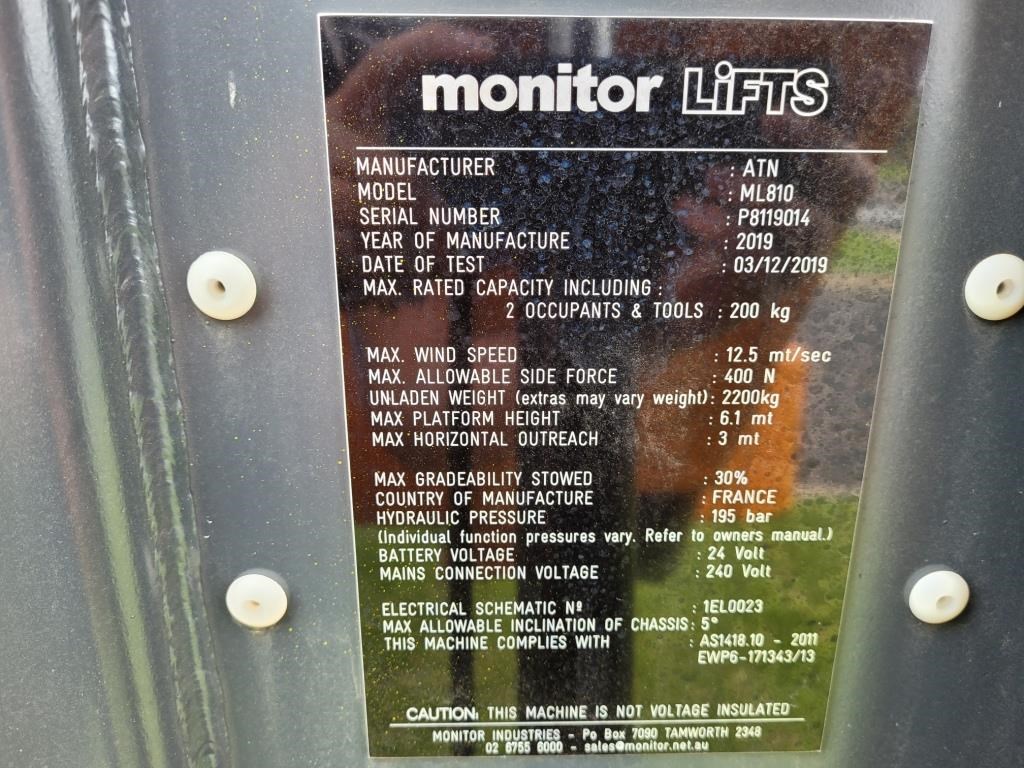 monitor LiFTS
MANUFACTURER : ATN
MODEL : ML810
SERIAL NUMBER : P8119014
YEAR OF MANUFACTURE : 2019
DATE OF TEST : 03/12/2019
MAX. RATED CAPACITY INCLUDING :
2 OCCUPANTS & TOOLS : 200 kg
MAX. WIND SPEED : 12.5 mt/sec
MAX. ALLOWABLE SIDE FORCE : 400 N
UNLADEN WEIGHT (extras may vary weight): 2200kg
MAX PLATFORM HEIGHT : 6.1 mt
MAX HORIZONTAL OUTREACH : 3 mt
MAX GRADEABILITY STOWED : 30%
COUNTRY OF MANUFACTURE : FRANCE
HYDRAULIC PRESSURE : 195 bar
(Individual function pressures vary. Refer to owners manual.)
BATTERY VOLTAGE : 24 Volt
MAINS CONNECTION VOLTAGE : 240 Volt
ELECTRICAL SCHEMATIC Nº : 1EL0023
MAX ALLOWABLE INCLINATION OF CHASSIS: 5°
THIS MACHINE COMPLIES WITH : AS1418.10 - 2011
EWP6-171343/13
CAUTION: THIS MACHINE IS NOT VOLTAGE INSULATED
MONITOR INDUSTRIES - Po Box 7090 TAMWORTH 2348
02 6755 6000 - sales@monitor.net.au